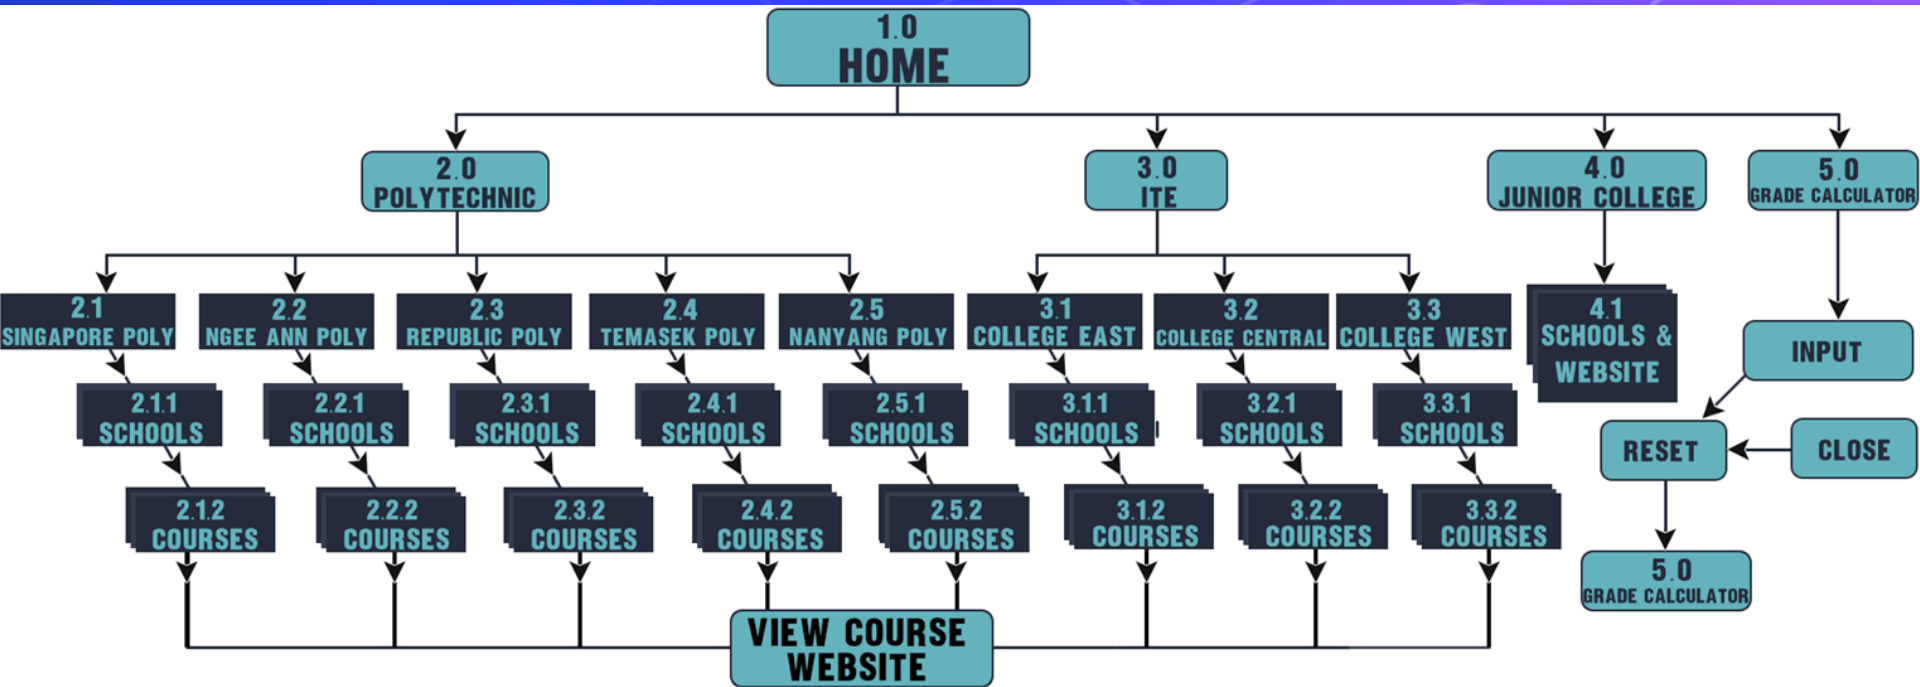 1.0
HOME
2.0
POLYTECHNIC
3.0
ITE
4.0
JUNIOR COLLEGE
5.0
GRADE CALCULATOR
2.1
SINGAPORE POLY
2.2
NGEE ANN POLY
2.3
REPUBLIC POLY
2.4
TEMASEK POLY
2.5
NANYANG POLY
3.1
COLLEGE EAST
3.2
COLLEGE CENTRAL
3.3
COLLEGE WEST
4.1
SCHOOLS &
WEBSITE
INPUT
2.1.1
SCHOOLS
2.2.1
SCHOOLS
2.3.1
SCHOOLS
2.4.1
SCHOOLS
2.5.1
SCHOOLS
3.1.1
SCHOOLS
3.2.1
SCHOOLS
3.3.1
SCHOOLS
RESET
CLOSE
2.1.2
COURSES
2.2.2
COURSES
2.3.2
COURSES
2.4.2
COURSES
2.5.2
COURSES
3.1.2
COURSES
3.2.2
COURSES
3.3.2
COURSES
5.0
GRADE CALCULATOR
VIEW COURSE
WEBSITE